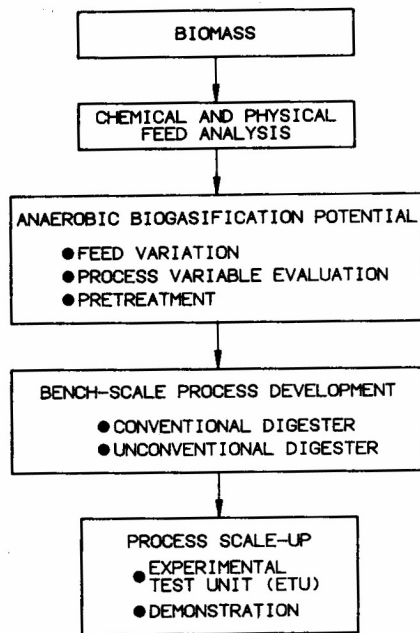 BIOMASS
CHEMICAL AND PHYSICAL
FEED ANALYSIS
ANAEROBIC BIOGASIFICATION POTENTIAL
●FEED VARIATION
●PROCESS VARIABLE EVALUATION
●PRETREATMENT
BENCH-SCALE PROCESS DEVELOPMENT
●CONVENTIONAL DIGESTER
●UNCONVENTIONAL DIGESTER
PROCESS SCALE-UP
●EXPERIMENTAL
TEST UNIT (ETU)
●DEMONSTRATION